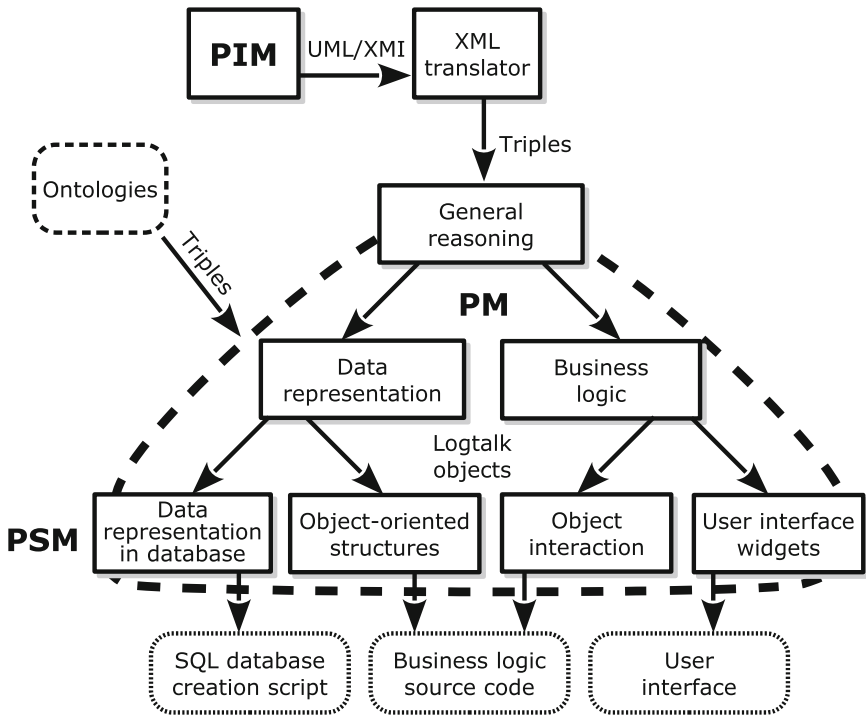 PIM
UML/XMI
XML
translator
Triples
Ontologies
Triples
General
reasoning
PM
Data
representation
Business
logic
Logtalk
objects
PSM
Data
representation
in database
Object-oriented
structures
Object
interaction
User interface
widgets
SQL database
creation script
Business logic
source code
User
interface